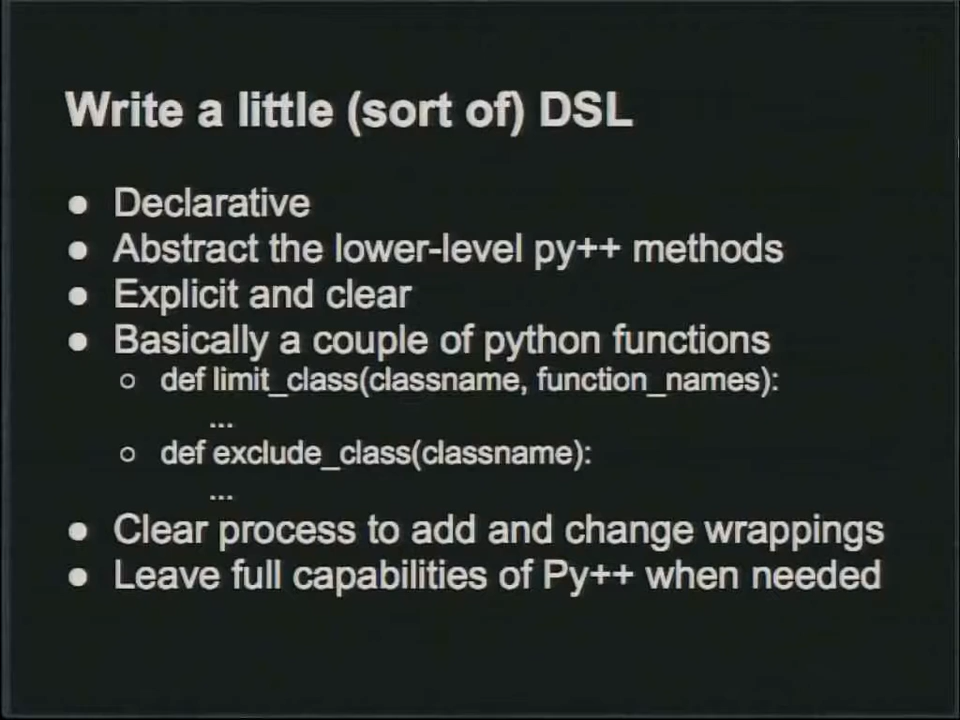 Write a little (sort of) DSL
● Declarative
● Abstract the lower-level py++ methods
● Explicit and clear
● Basically a couple of python functions
○ def limit_class(classname, function_names):
...
○ def exclude_class(classname):
...
● Clear process to add and change wrappings
● Leave full capabilities of Py++ when needed